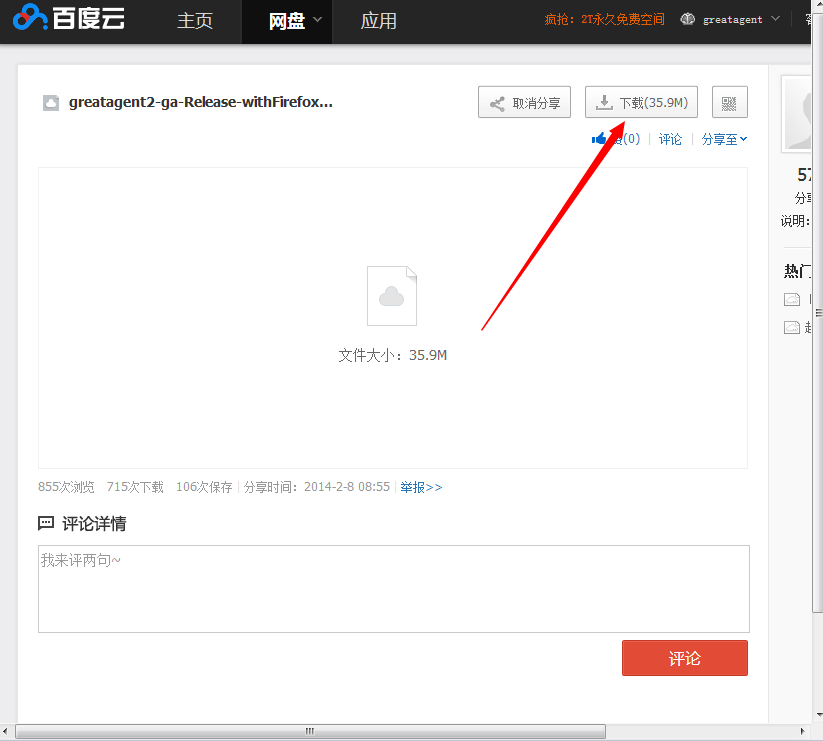 百度云 主页 网盘 应用 疯抢：2T永久免费空间 greatagent
greatagent2-ga-Release-withFirefox... 取消分享 下载(35.9M)
(0) 评论 分享至
57
分享
说明:
热门
文件大小：35.9M
855次浏览 715次下载 106次保存 分享时间：2014-2-8 08:55 举报>>
评论详情
我来评两句~
评论